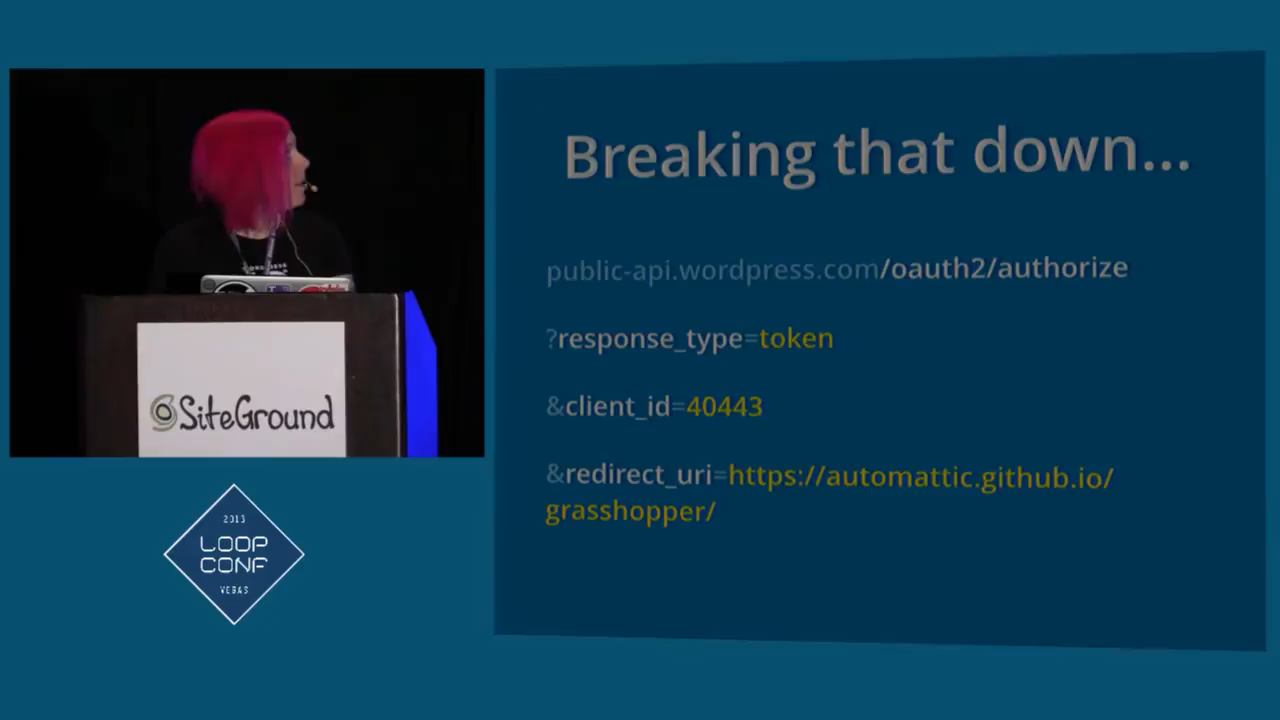 Breaking that down...
public-api.wordpress.com/oauth2/authorize
?response_type=token
&client_id=40443
&redirect_uri=https://automattic.github.io/
grasshopper/
SiteGround
2015
LOOP
CONF
VEGAS